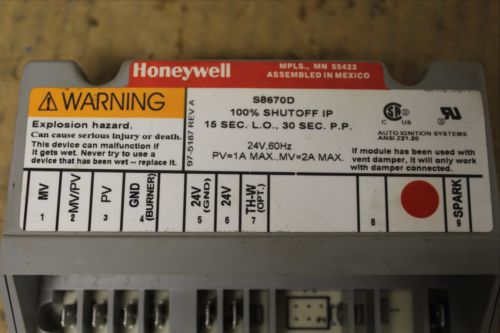 Honeywell
MPLS., MN 55422
ASSEMBLED IN MEXICO
WARNING
Explosion hazard.
Can cause serious injury or death.
This device can malfunction if
it gets wet. Never try to use a
device that has been wet -- replace it.
97-5187 REV A
S8670D
100% SHUTOFF IP
15 SEC. L.O., 30 SEC. P.P.
24V,60Hz
PV=1A MAX.,MV=2A MAX.
AUTO IGNITION SYSTEMS
ANSI Z21.20
If module has been used with
vent damper, it will only work
with damper connected.
MV
1
MV/PV
2
PV
3
GND
(BURNER)
4
24V
(GND)
5
24V
6
TH-W
(OPT.)
7
8
SPARK
9